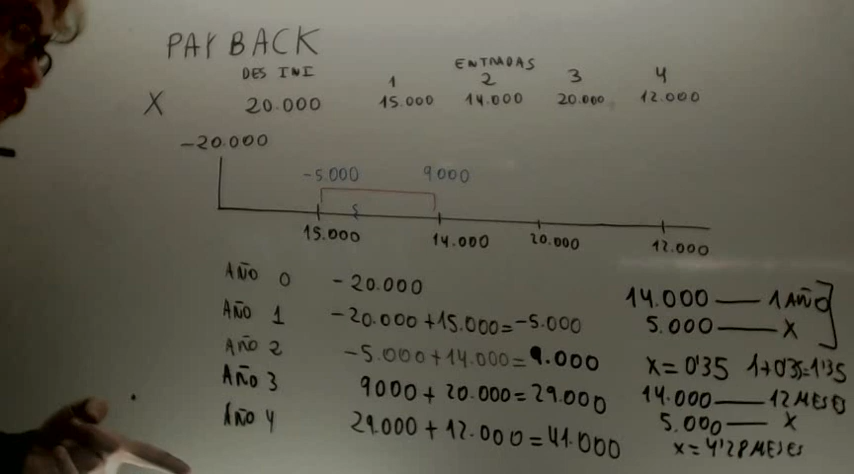 PAYBACK
DES INI ENTRADAS
1 2 3 4
X 20.000 15.000 14.000 20.000 12.000
-20.000
-5.000 9.000
15.000 14.000 20.000 12.000
AÑO 0 -20.000
AÑO 1 -20.000+15.000=-5.000
AÑO 2 -5.000+14.000=9.000
AÑO 3 9000+20.000=29.000
AÑO 4 29.000+12.000=41.000
14.000 — 1 AÑO
5.000 — X
X=0'35 1+0'35=1'35
14.000 — 12 MESES
5.000 — X
X=4'28 MESES